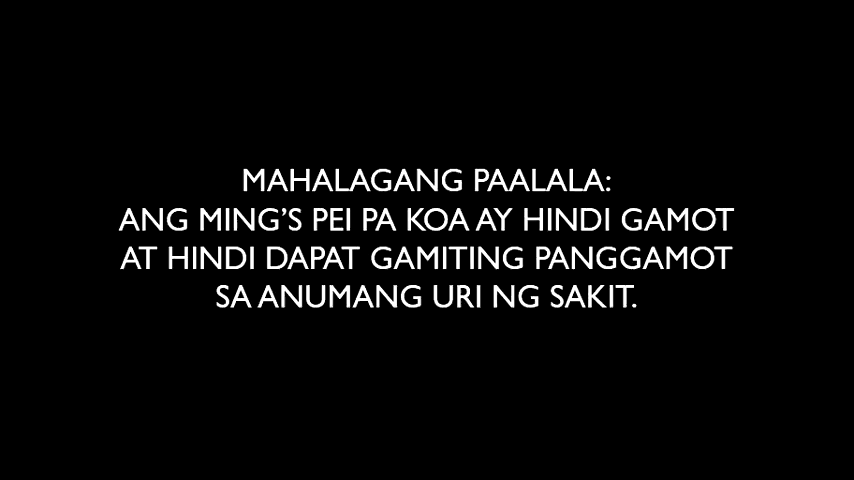 MAHALAGANG PAALALA:
ANG MING'S PEI PA KOA AY HINDI GAMOT
AT HINDI DAPAT GAMITING PANGGAMOT
SA ANUMANG URI NG SAKIT.